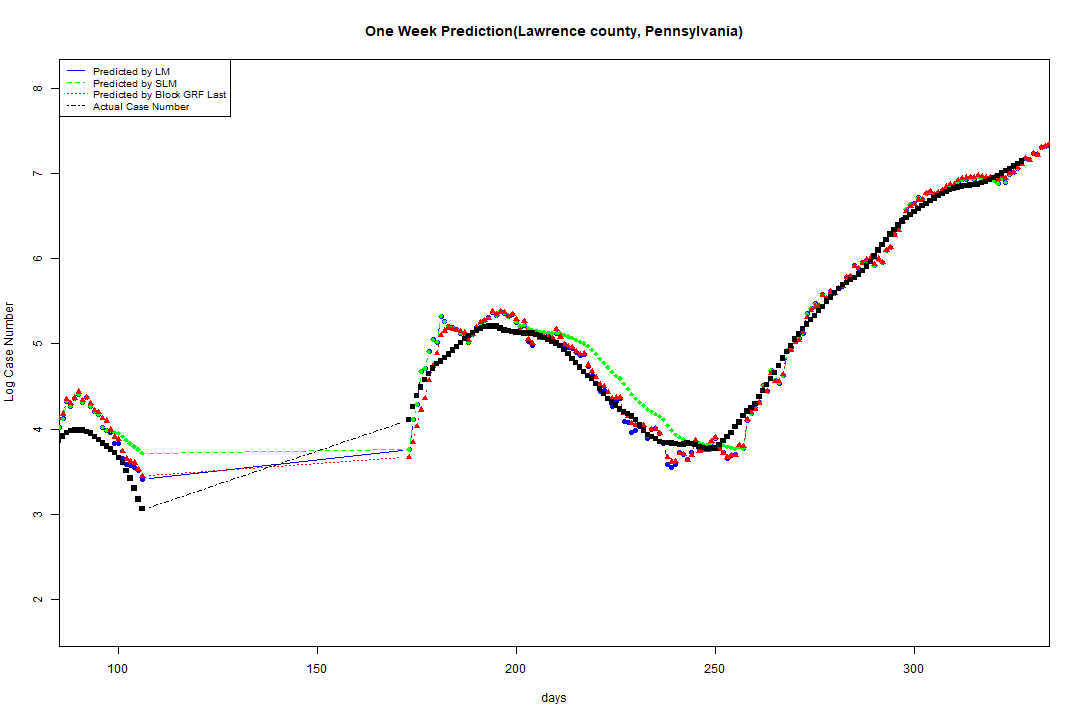 One Week Prediction(Lawrence county, Pennsylvania)
Predicted by LM
Predicted by SLM
Predicted by Block GRF Last
Actual Case Number
8
7
6
5
4
3
2
Log Case Number
100 150 200 250 300
days